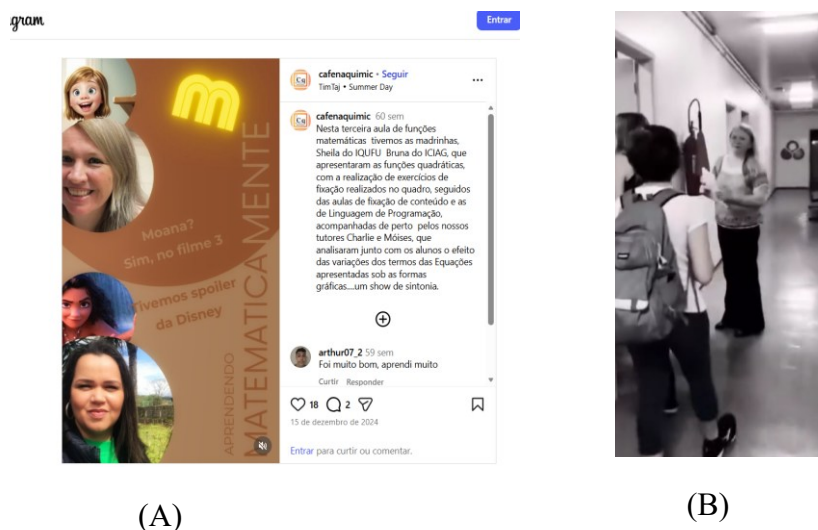 gram
Entrar
m
Moana?
Sim, no filme 3
Tivemos spoiler
da Disney
APRENDENDO
MATEMATICAMENTE
Cq
cafenaquimic • Seguir
TimTaj • Summer Day
Cq
cafenaquimic 60 sem
Nesta terceira aula de funções
matemáticas tivemos as madrinhas,
Sheila do IQUFU Bruna do ICIAG, que
apresentaram as funções quadráticas,
com a realização de exercícios de
fixação realizados no quadro, seguidos
das aulas de fixação de conteúdo e as
de Linguagem de Programação,
acompanhadas de perto pelos nossos
tutores Charlie e Móises, que
analisaram junto com os alunos o efeito
das variações dos termos das Equações
apresentadas sob as formas
gráficas....um show de sintonia.
arthur07_2 59 sem
Foi muito bom, aprendi muito
Curtir Responder
18 2
15 de dezembro de 2024
Entrar para curtir ou comentar.
(A)
(B)